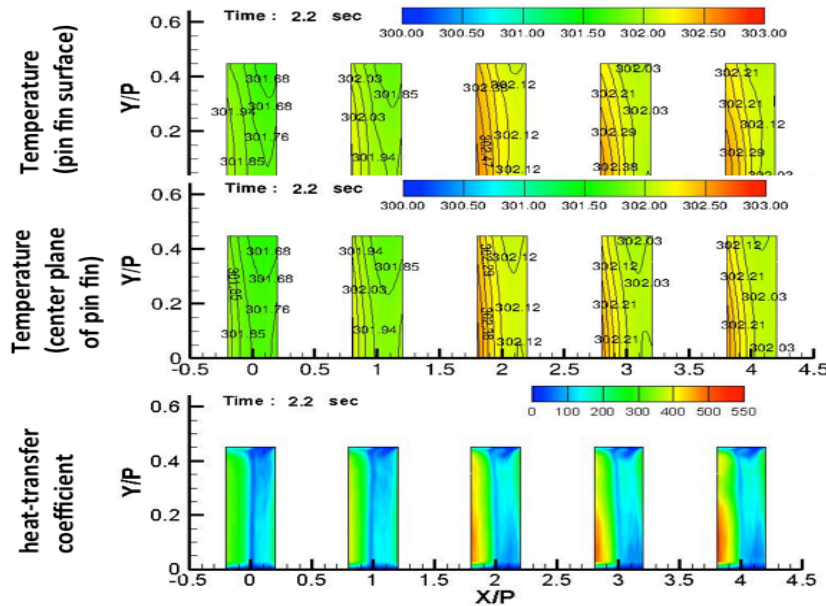 Temperature
(pin fin surface)
Y/P
0.6
0.4
0.2
Time : 2.2 sec
300.00 301.00 301.50 302.00 303.00
301.68 302.03 302.38 302.12 302.03 302.21
301.94 301.68 301.85 302.21 302.21
301.76 302.03 302.12 302.29 302.03 302.12
301.85 301.94 302.47 302.12 302.38 302.29 302.03
Temperature
(center plane
of pin fin)
Y/P
0.6
0.4
0.2
0
Time : 2.2 sec
300.00 301.00 301.50 302.00 303.00
301.68 301.94 302.29 302.12 302.03 302.12
301.85 301.68 302.03 301.85 302.12 302.21
301.76 302.21 302.03
301.85 301.94 302.38 302.12 302.21 302.03
-0.5 0 0.5 1 1.5 2 2.5 3 3.5 4 4.5
heat-transfer
coefficient
Y/P
0.6
0.4
0.2
0
Time : 2.2 sec
0 100 200 300 400 500 550
-0.5 0 0.5 1 1.5 2 2.5 3 3.5 4 4.5
X/P